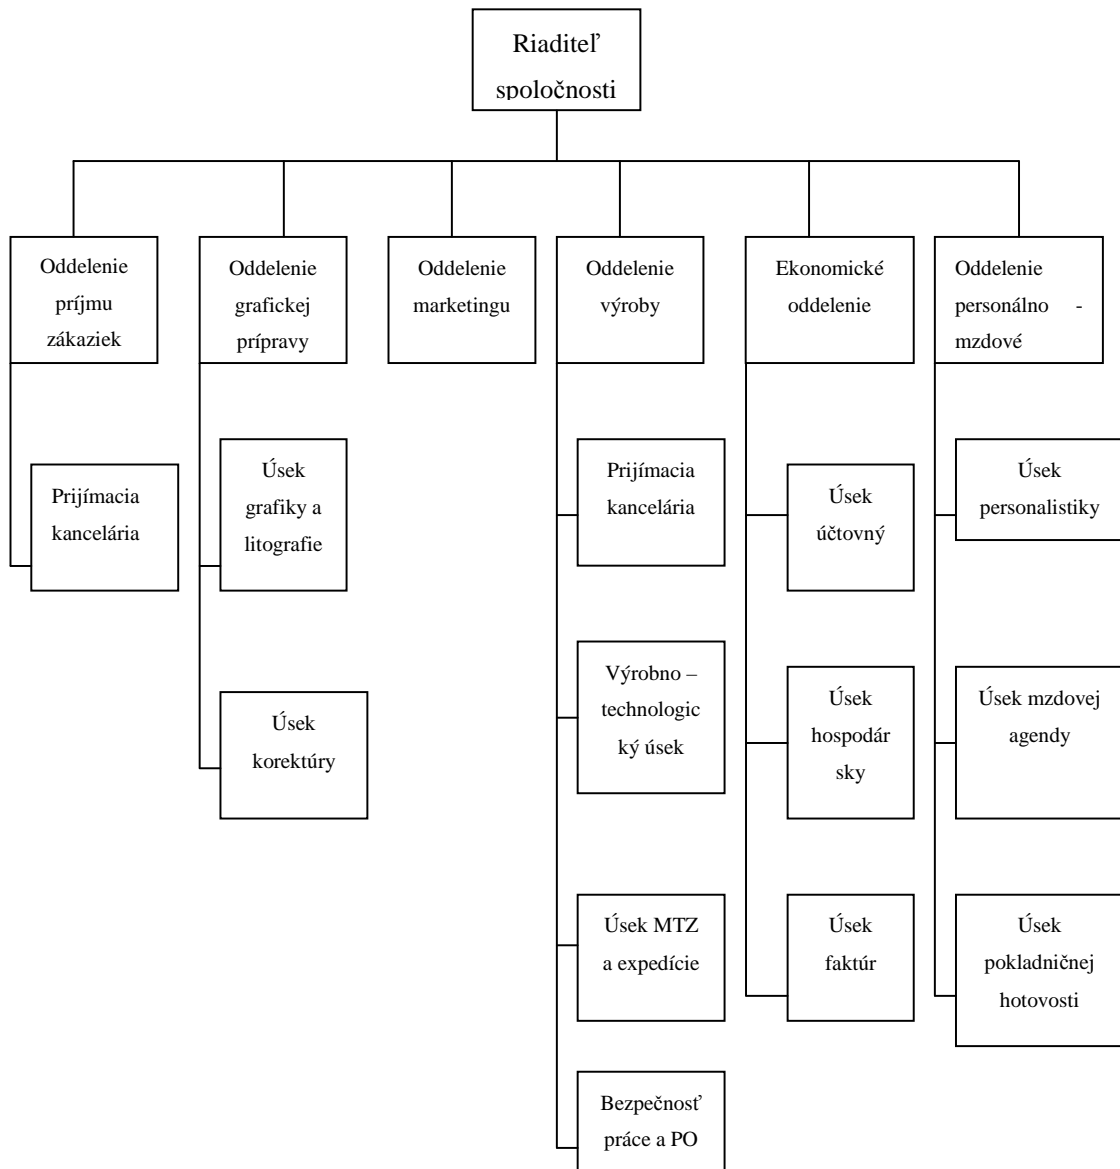 Riaditeľ
spoločnosti
Oddelenie
príjmu
zákaziek
Oddelenie
grafickej
prípravy
Oddelenie
marketingu
Oddelenie
výroby
Ekonomické
oddelenie
Oddelenie
personálno -
mzdové
Prijímacia
kancelária
Úsek
grafiky a
litografie
Prijímacia
kancelária
Úsek
účtovný
Úsek
personalistiky
Úsek
korektúry
Výrobno –
technologic
ký úsek
Úsek
hospodár
sky
Úsek mzdovej
agendy
Úsek MTZ
a expedície
Úsek
faktúr
Úsek
pokladničnej
hotovosti
Bezpečnosť
práce a PO